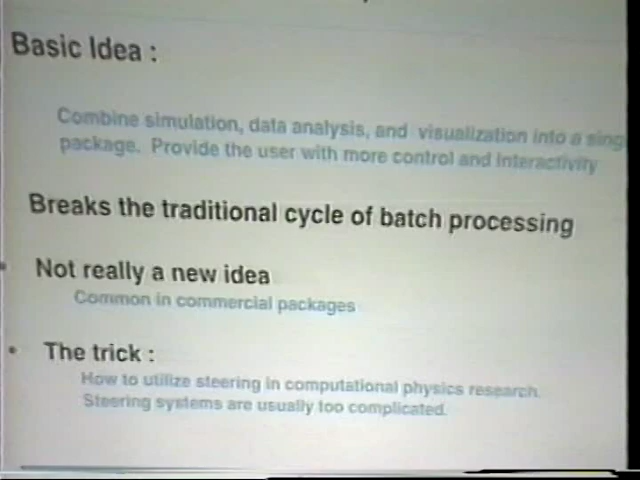 Basic Idea :
Combine simulation, data analysis, and visualization into a sing
package. Provide the user with more control and interactivity
Breaks the traditional cycle of batch processing
• Not really a new idea
Common in commercial packages
• The trick :
How to utilize steering in computational physics research.
Steering systems are usually too complicated.